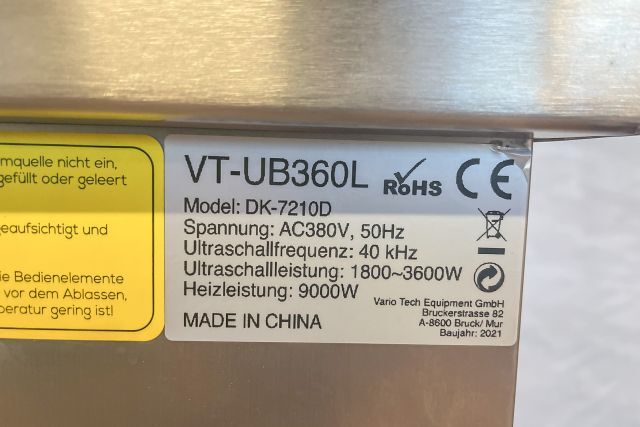 mquelle nicht ein,
gefüllt oder geleert
geaufsichtigt und
ie Bedienelemente
vor dem Ablassen,
peratur gering ist!
VT-UB360L RoHS CE
Model: DK-7210D
Spannung: AC380V, 50Hz
Ultraschallfrequenz: 40 kHz
Ultraschallleistung: 1800~3600W
Heizleistung: 9000W
Vario Tech Equipment GmbH
Bruckerstrasse 82
A-8600 Bruck/ Mur
Baujahr: 2021
MADE IN CHINA